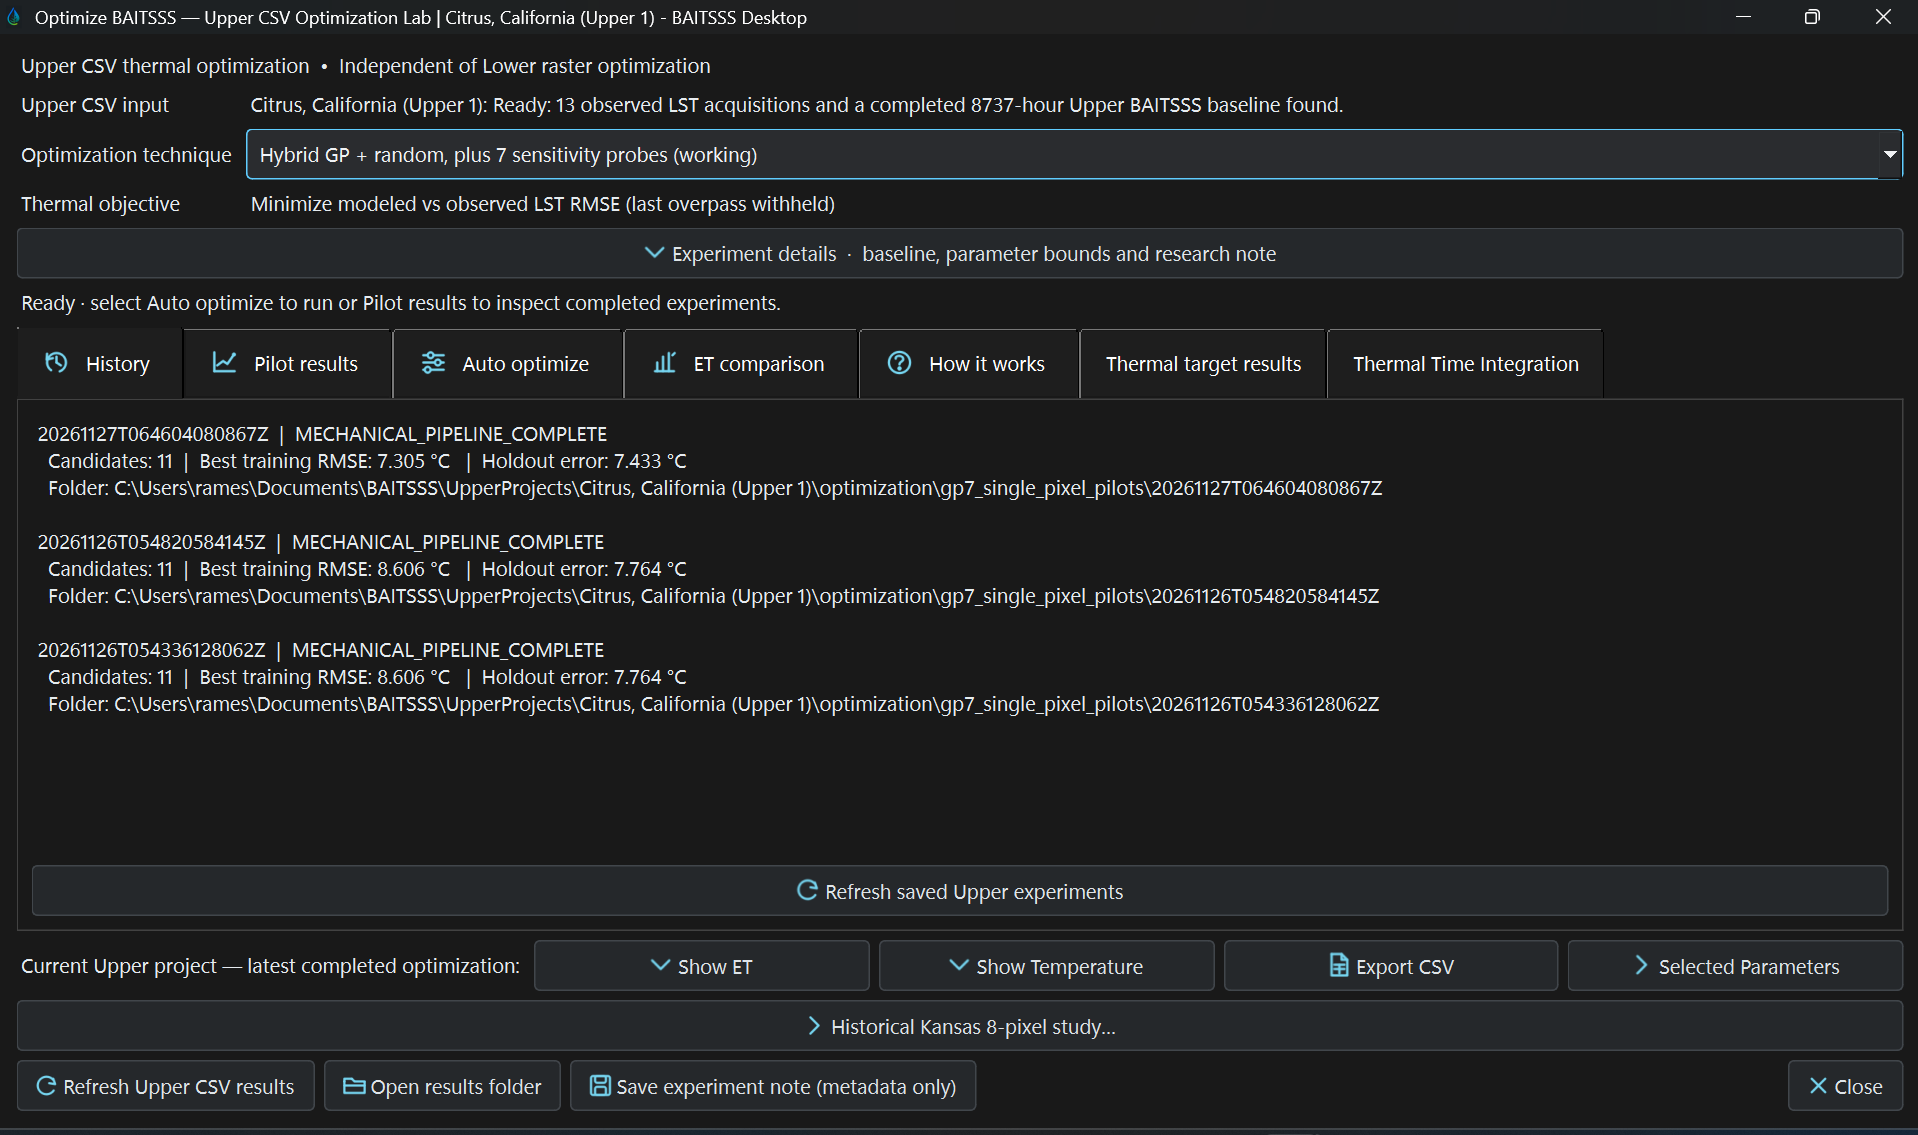 Optimize BAITSSS — Upper CSV Optimization Lab | Citrus, California (Upper 1) - BAITSSS Desktop
Upper CSV thermal optimization • Independent of Lower raster optimization
Upper CSV input Citrus, California (Upper 1): Ready: 13 observed LST acquisitions and a completed 8737-hour Upper BAITSSS baseline found.
Optimization technique Hybrid GP + random, plus 7 sensitivity probes (working)
Thermal objective Minimize modeled vs observed LST RMSE (last overpass withheld)
Experiment details · baseline, parameter bounds and research note
Ready · select Auto optimize to run or Pilot results to inspect completed experiments.
History Pilot results Auto optimize ET comparison How it works Thermal target results Thermal Time Integration
20261127T064604080867Z | MECHANICAL_PIPELINE_COMPLETE
Candidates: 11 | Best training RMSE: 7.305 °C | Holdout error: 7.433 °C
Folder: C:\Users\rames\Documents\BAITSSS\UpperProjects\Citrus, California (Upper 1)\optimization\gp7_single_pixel_pilots\20261127T064604080867Z
20261126T054820584145Z | MECHANICAL_PIPELINE_COMPLETE
Candidates: 11 | Best training RMSE: 8.606 °C | Holdout error: 7.764 °C
Folder: C:\Users\rames\Documents\BAITSSS\UpperProjects\Citrus, California (Upper 1)\optimization\gp7_single_pixel_pilots\20261126T054820584145Z
20261126T054336128062Z | MECHANICAL_PIPELINE_COMPLETE
Candidates: 11 | Best training RMSE: 8.606 °C | Holdout error: 7.764 °C
Folder: C:\Users\rames\Documents\BAITSSS\UpperProjects\Citrus, California (Upper 1)\optimization\gp7_single_pixel_pilots\20261126T054336128062Z
Refresh saved Upper experiments
Current Upper project — latest completed optimization: Show ET Show Temperature Export CSV Selected Parameters
Historical Kansas 8-pixel study...
Refresh Upper CSV results Open results folder Save experiment note (metadata only) Close